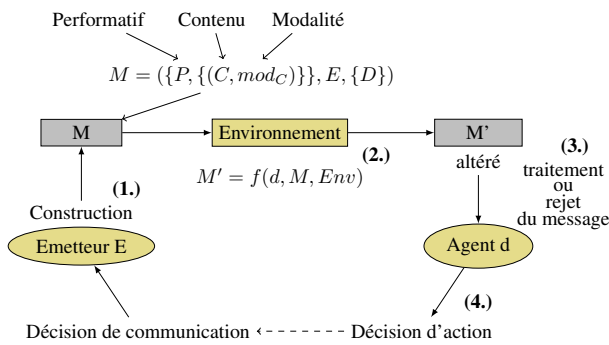 Performatif Contenu Modalité
M = ({P, {(C, mod_C)}}, E, {D})
M Environnement M'
(2.) (3.)
altéré
M' = f(d, M, Env)
traitement
ou
rejet
du message
(1.)
Construction
Emetteur E Agent d
(4.)
Décision de communication Décision d'action